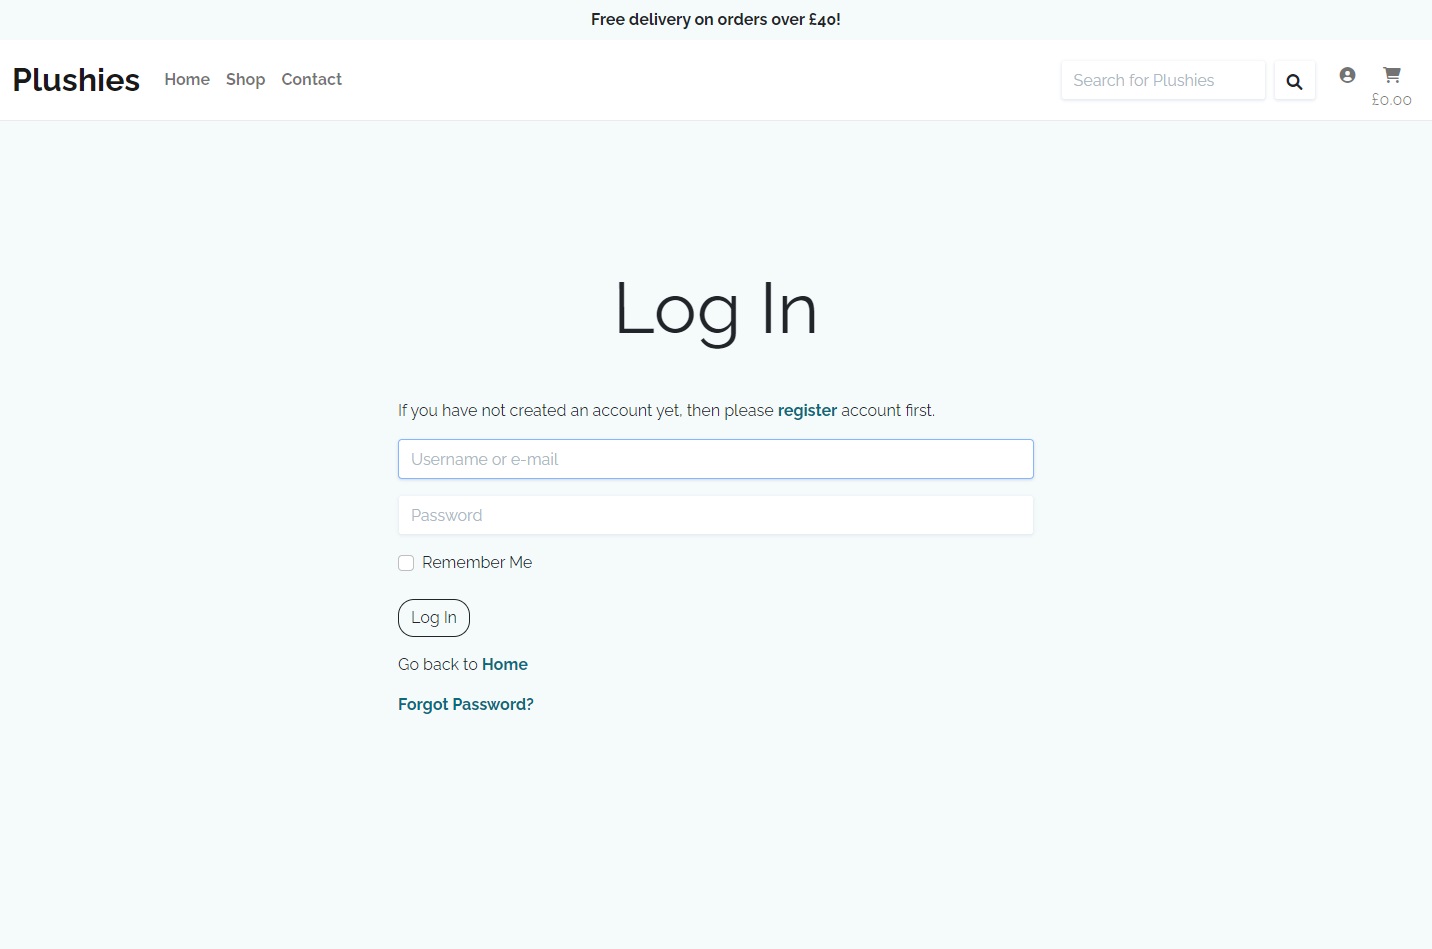 Free delivery on orders over £40!
Plushies
Home
Shop
Contact
Search for Plushies
£0.00
Log In
If you have not created an account yet, then please register account first.
Username or e-mail
Password
Remember Me
Log In
Go back to Home
Forgot Password?